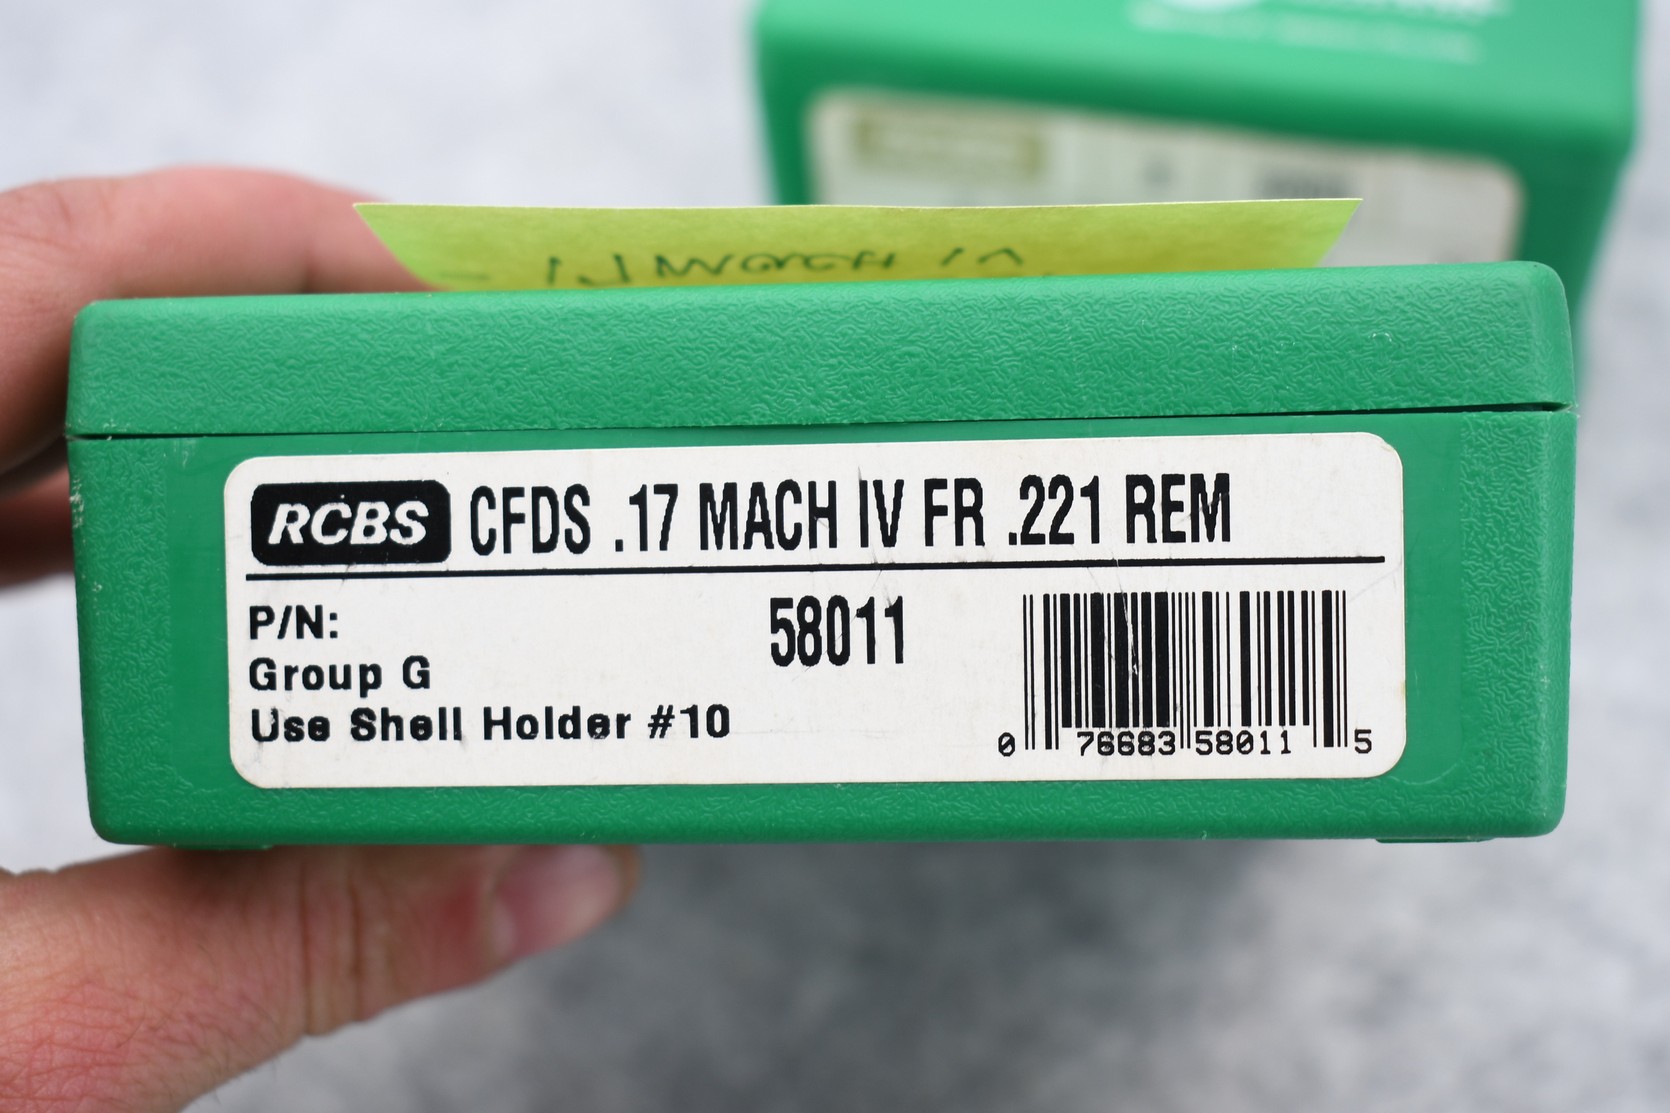 RCBS CFDS .17 MACH IV FR .221 REM
P/N: 58011
Group G
Use Shell Holder #10
0 76683 58011 5